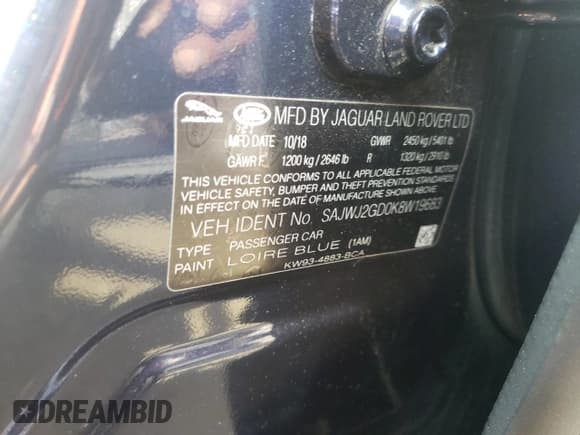 JAGUAR
MFD BY JAGUAR LAND ROVER LTD
MFD DATE 10/18 GVWR 2450 kg / 5401 lb
GAWR F 1200 kg / 2646 lb R 1320 kg / 2910 lb
THIS VEHICLE CONFORMS TO ALL APPLICABLE FEDERAL MOTOR
VEHICLE SAFETY, BUMPER AND THEFT PREVENTION STANDARDS
IN EFFECT ON THE DATE OF MANUFACTURE SHOWN ABOVE.
VEH IDENT No. SAJWJ2GD0K8W19683
TYPE PASSENGER CAR
PAINT LOIRE BLUE (1AM)
KW93-4883-BCA
DREAMBID